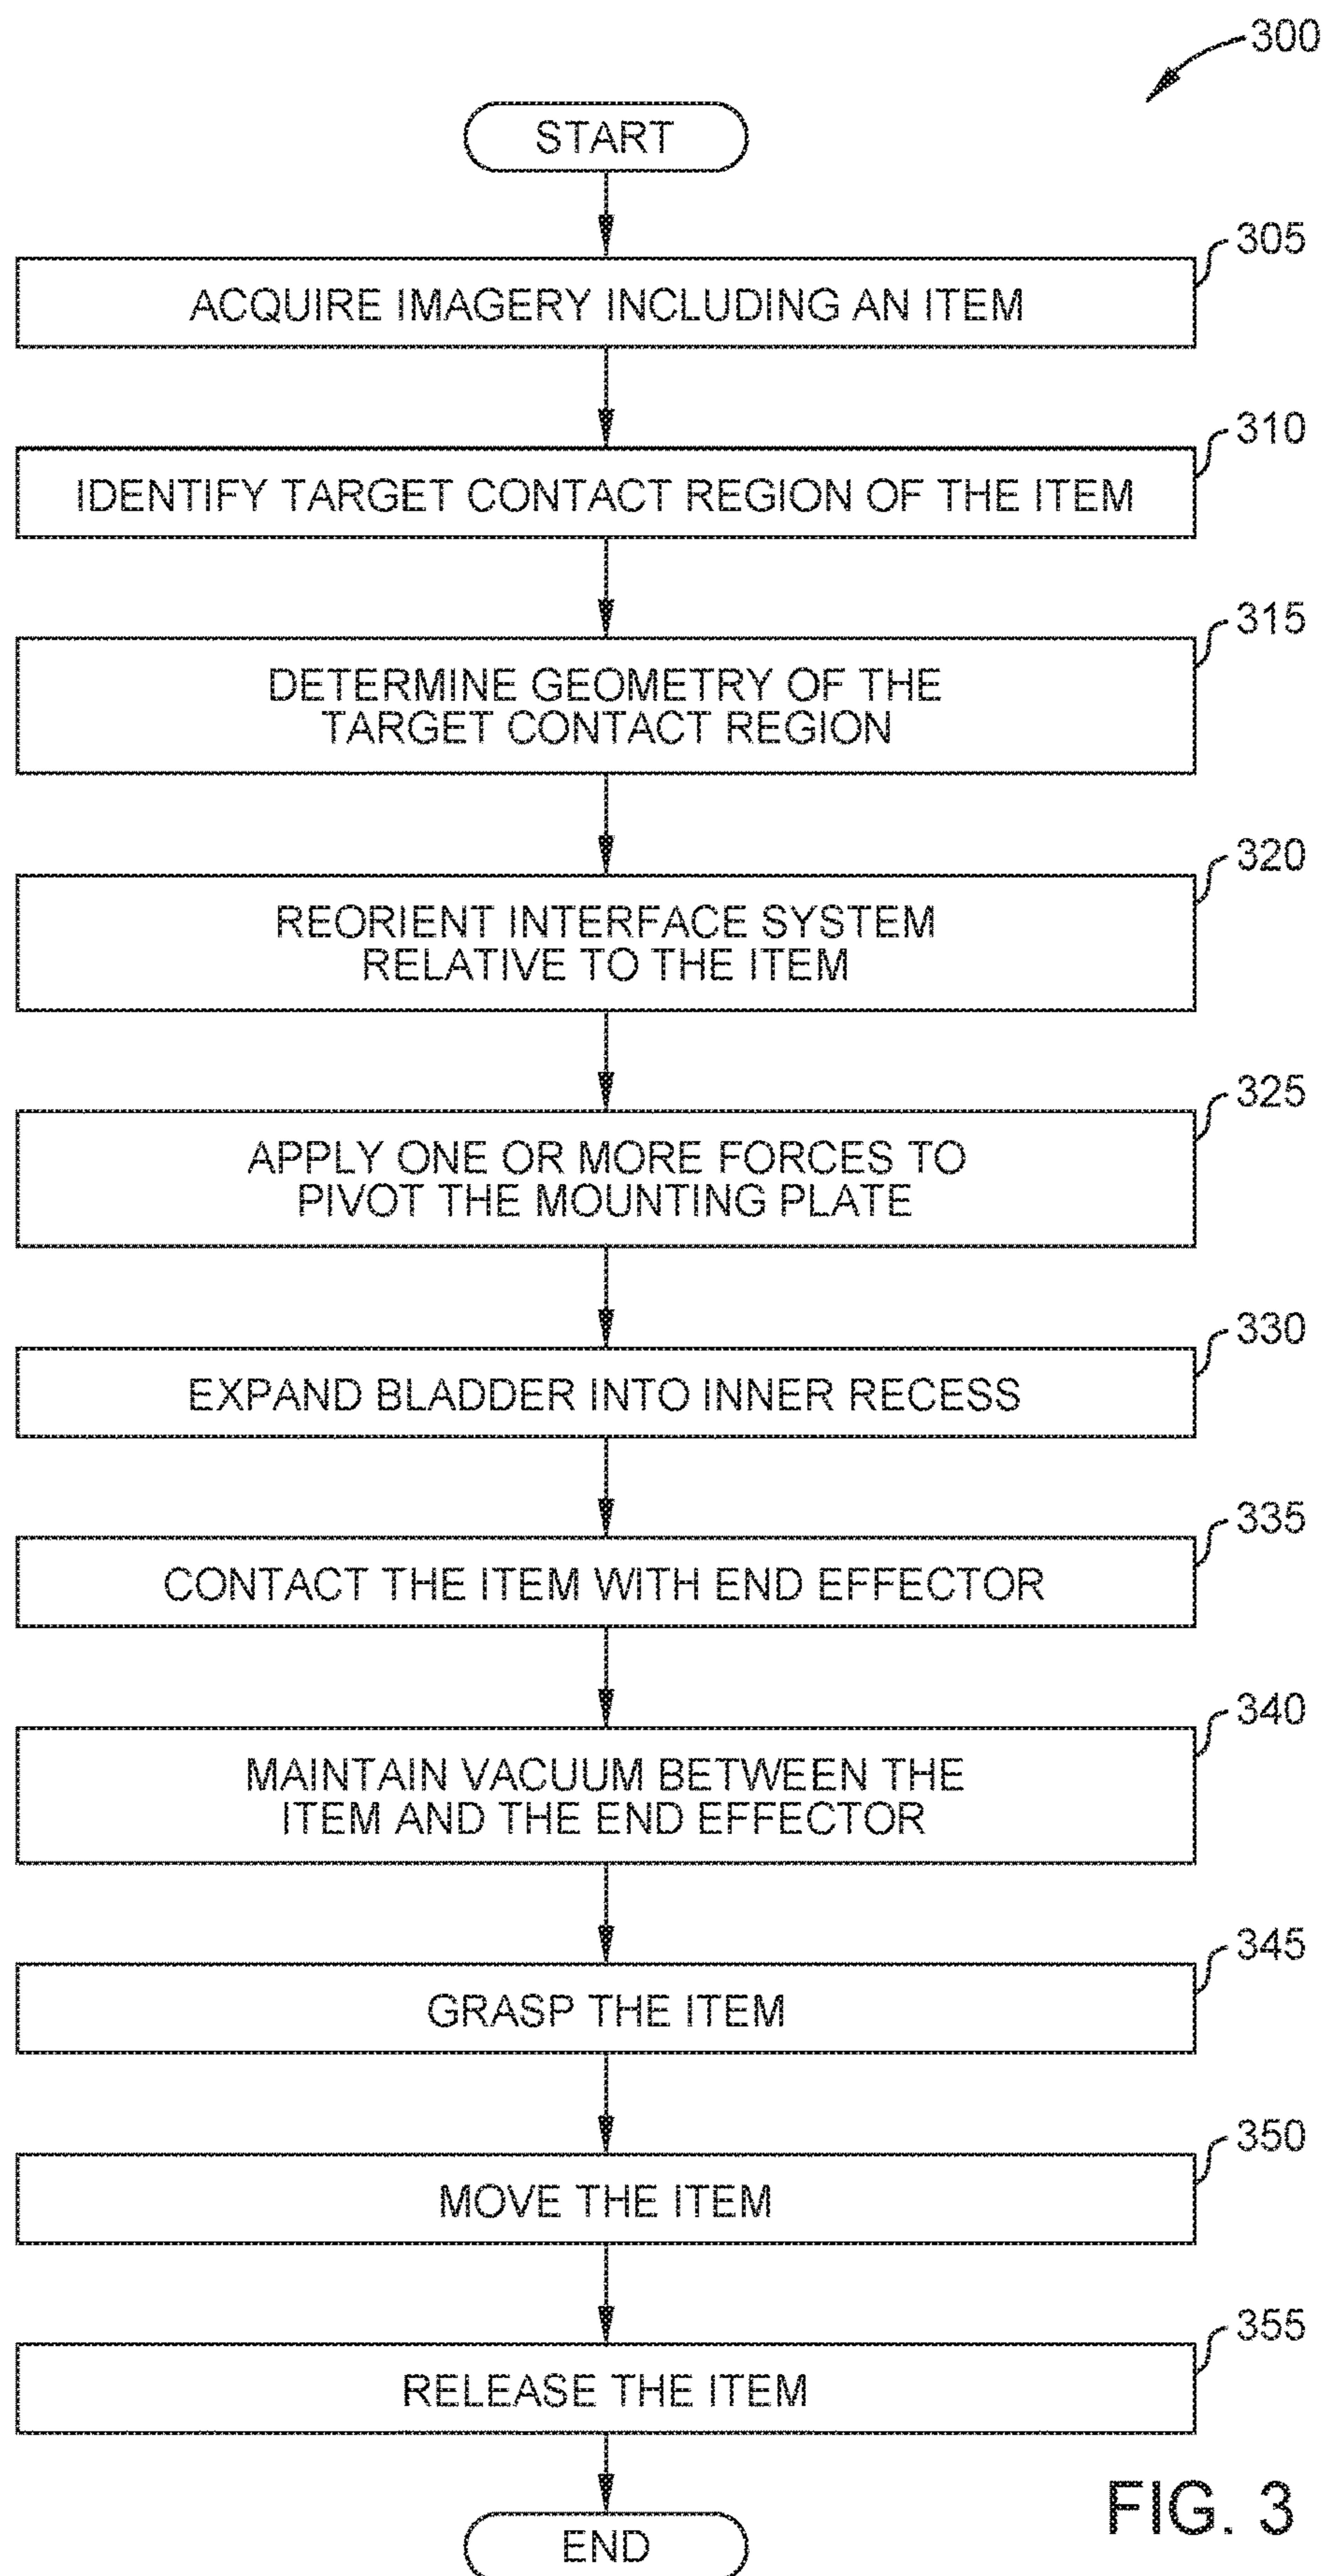 300
START
305
ACQUIRE IMAGERY INCLUDING AN ITEM
310
IDENTIFY TARGET CONTACT REGION OF THE ITEM
315
DETERMINE GEOMETRY OF THE
TARGET CONTACT REGION
320
REORIENT INTERFACE SYSTEM
RELATIVE TO THE ITEM
325
APPLY ONE OR MORE FORCES TO
PIVOT THE MOUNTING PLATE
330
EXPAND BLADDER INTO INNER RECESS
335
CONTACT THE ITEM WITH END EFFECTOR
340
MAINTAIN VACUUM BETWEEN THE
ITEM AND THE END EFFECTOR
345
GRASP THE ITEM
350
MOVE THE ITEM
355
RELEASE THE ITEM
FIG. 3
END